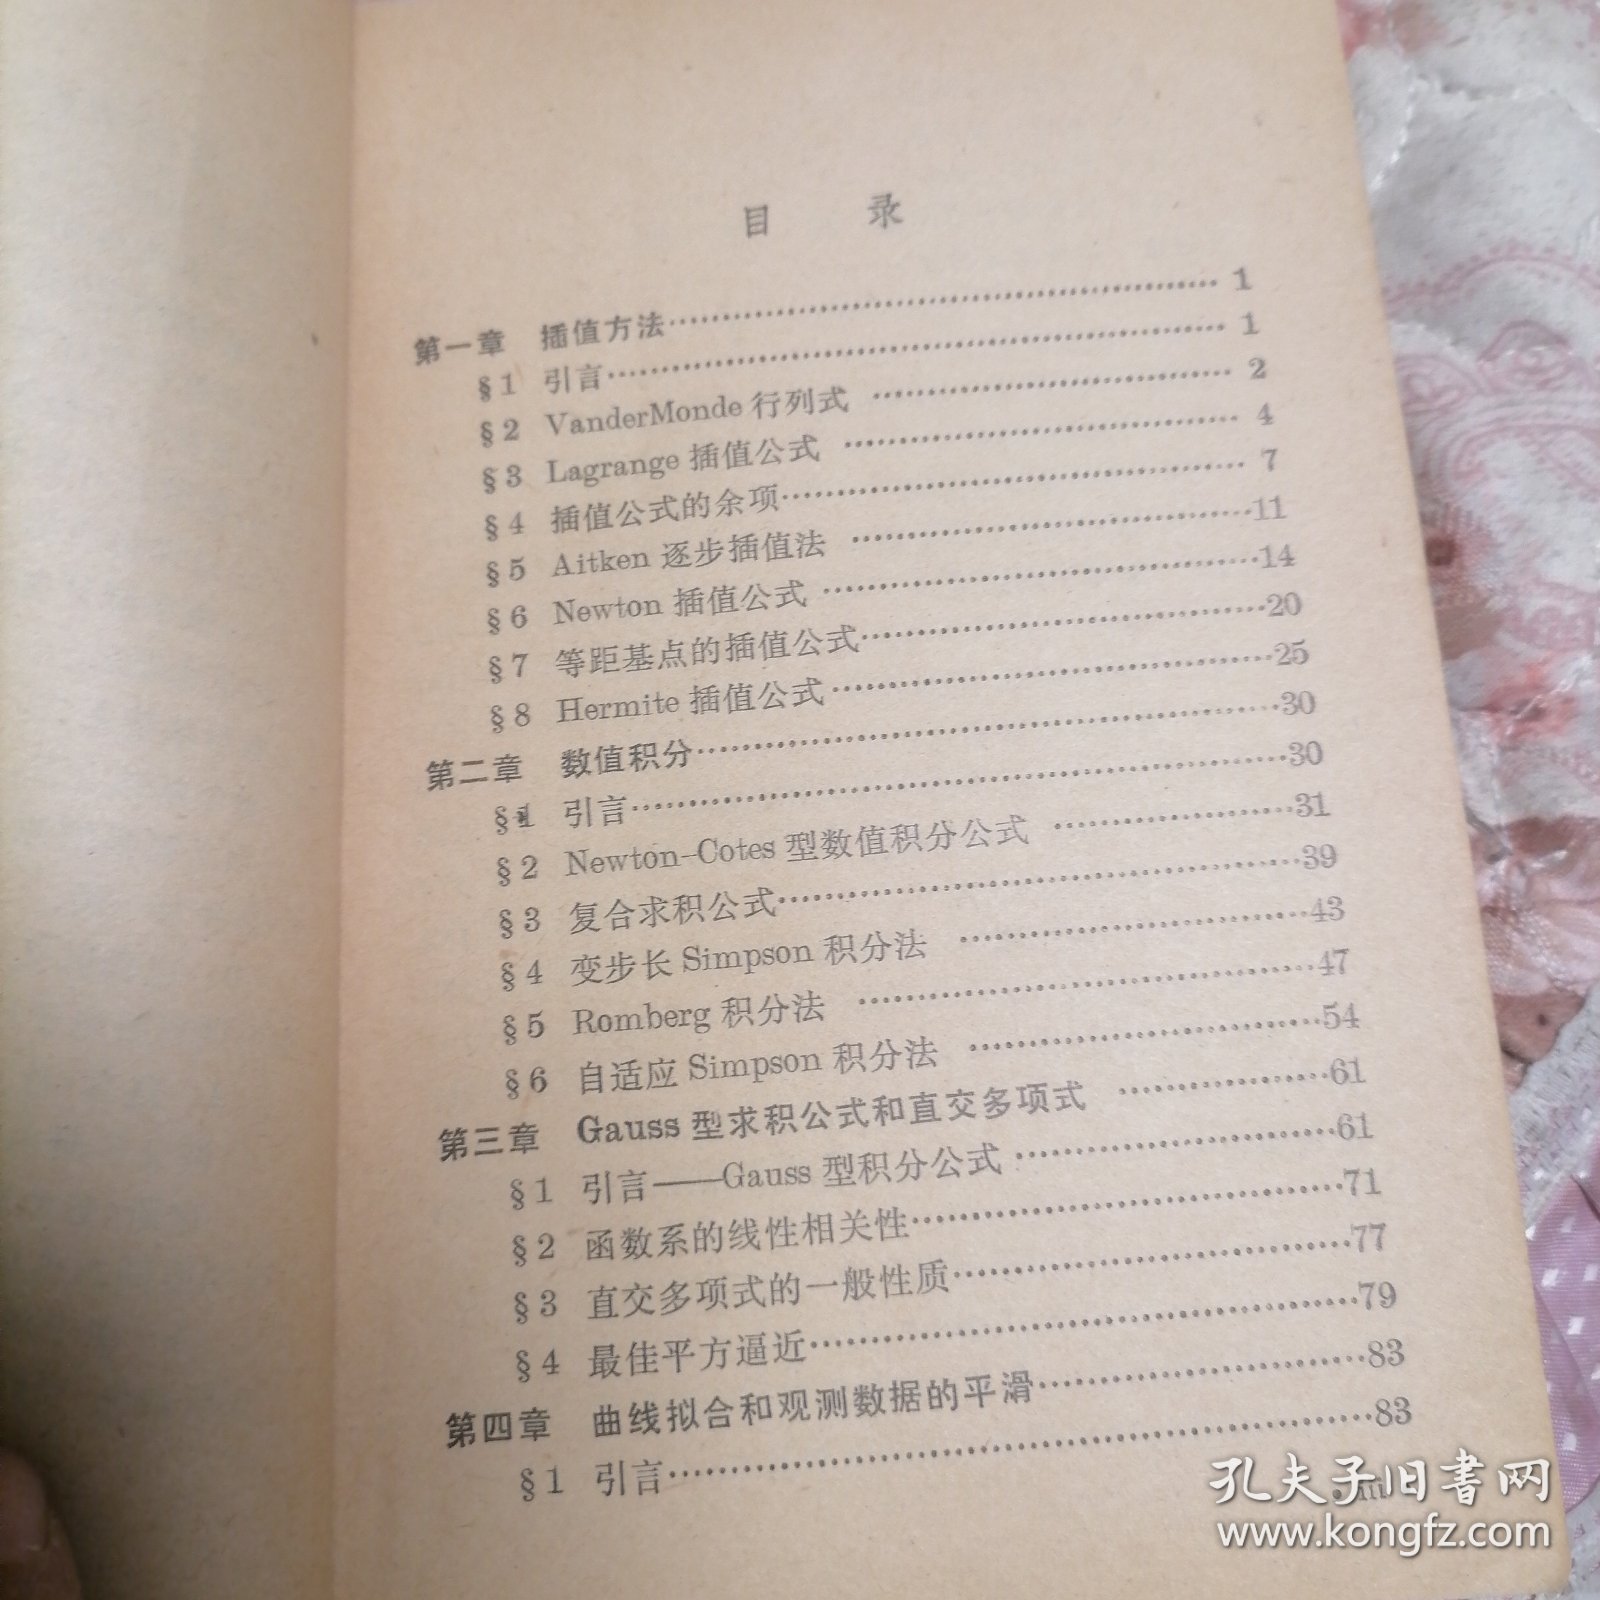 目 录
第一章 插值方法…… 1
§1 引言…… 1
§2 VanderMonde 行列式 …… 2
§3 Lagrange 插值公式 …… 4
§4 插值公式的余项…… 7
§5 Aitken 逐步插值法 ……11
§6 Newton 插值公式 ……14
§7 等距基点的插值公式……20
§8 Hermite 插值公式……25
第二章 数值积分……30
§1 引言……30
§2 Newton-Cotes 型数值积分公式 ……31
§3 复合求积公式……39
§4 变步长 Simpson 积分法 ……43
§5 Romberg 积分法 ……47
§6 自适应 Simpson 积分法 ……54
第三章 Gauss 型求积公式和直交多项式 ……61
§1 引言——Gauss 型积分公式 ……61
§2 函数系的线性相关性……71
§3 直交多项式的一般性质……77
§4 最佳平方逼近……79
第四章 曲线拟合和观测数据的平滑……83
§1 引言……83
孔夫子旧书网
www.kongfz.com